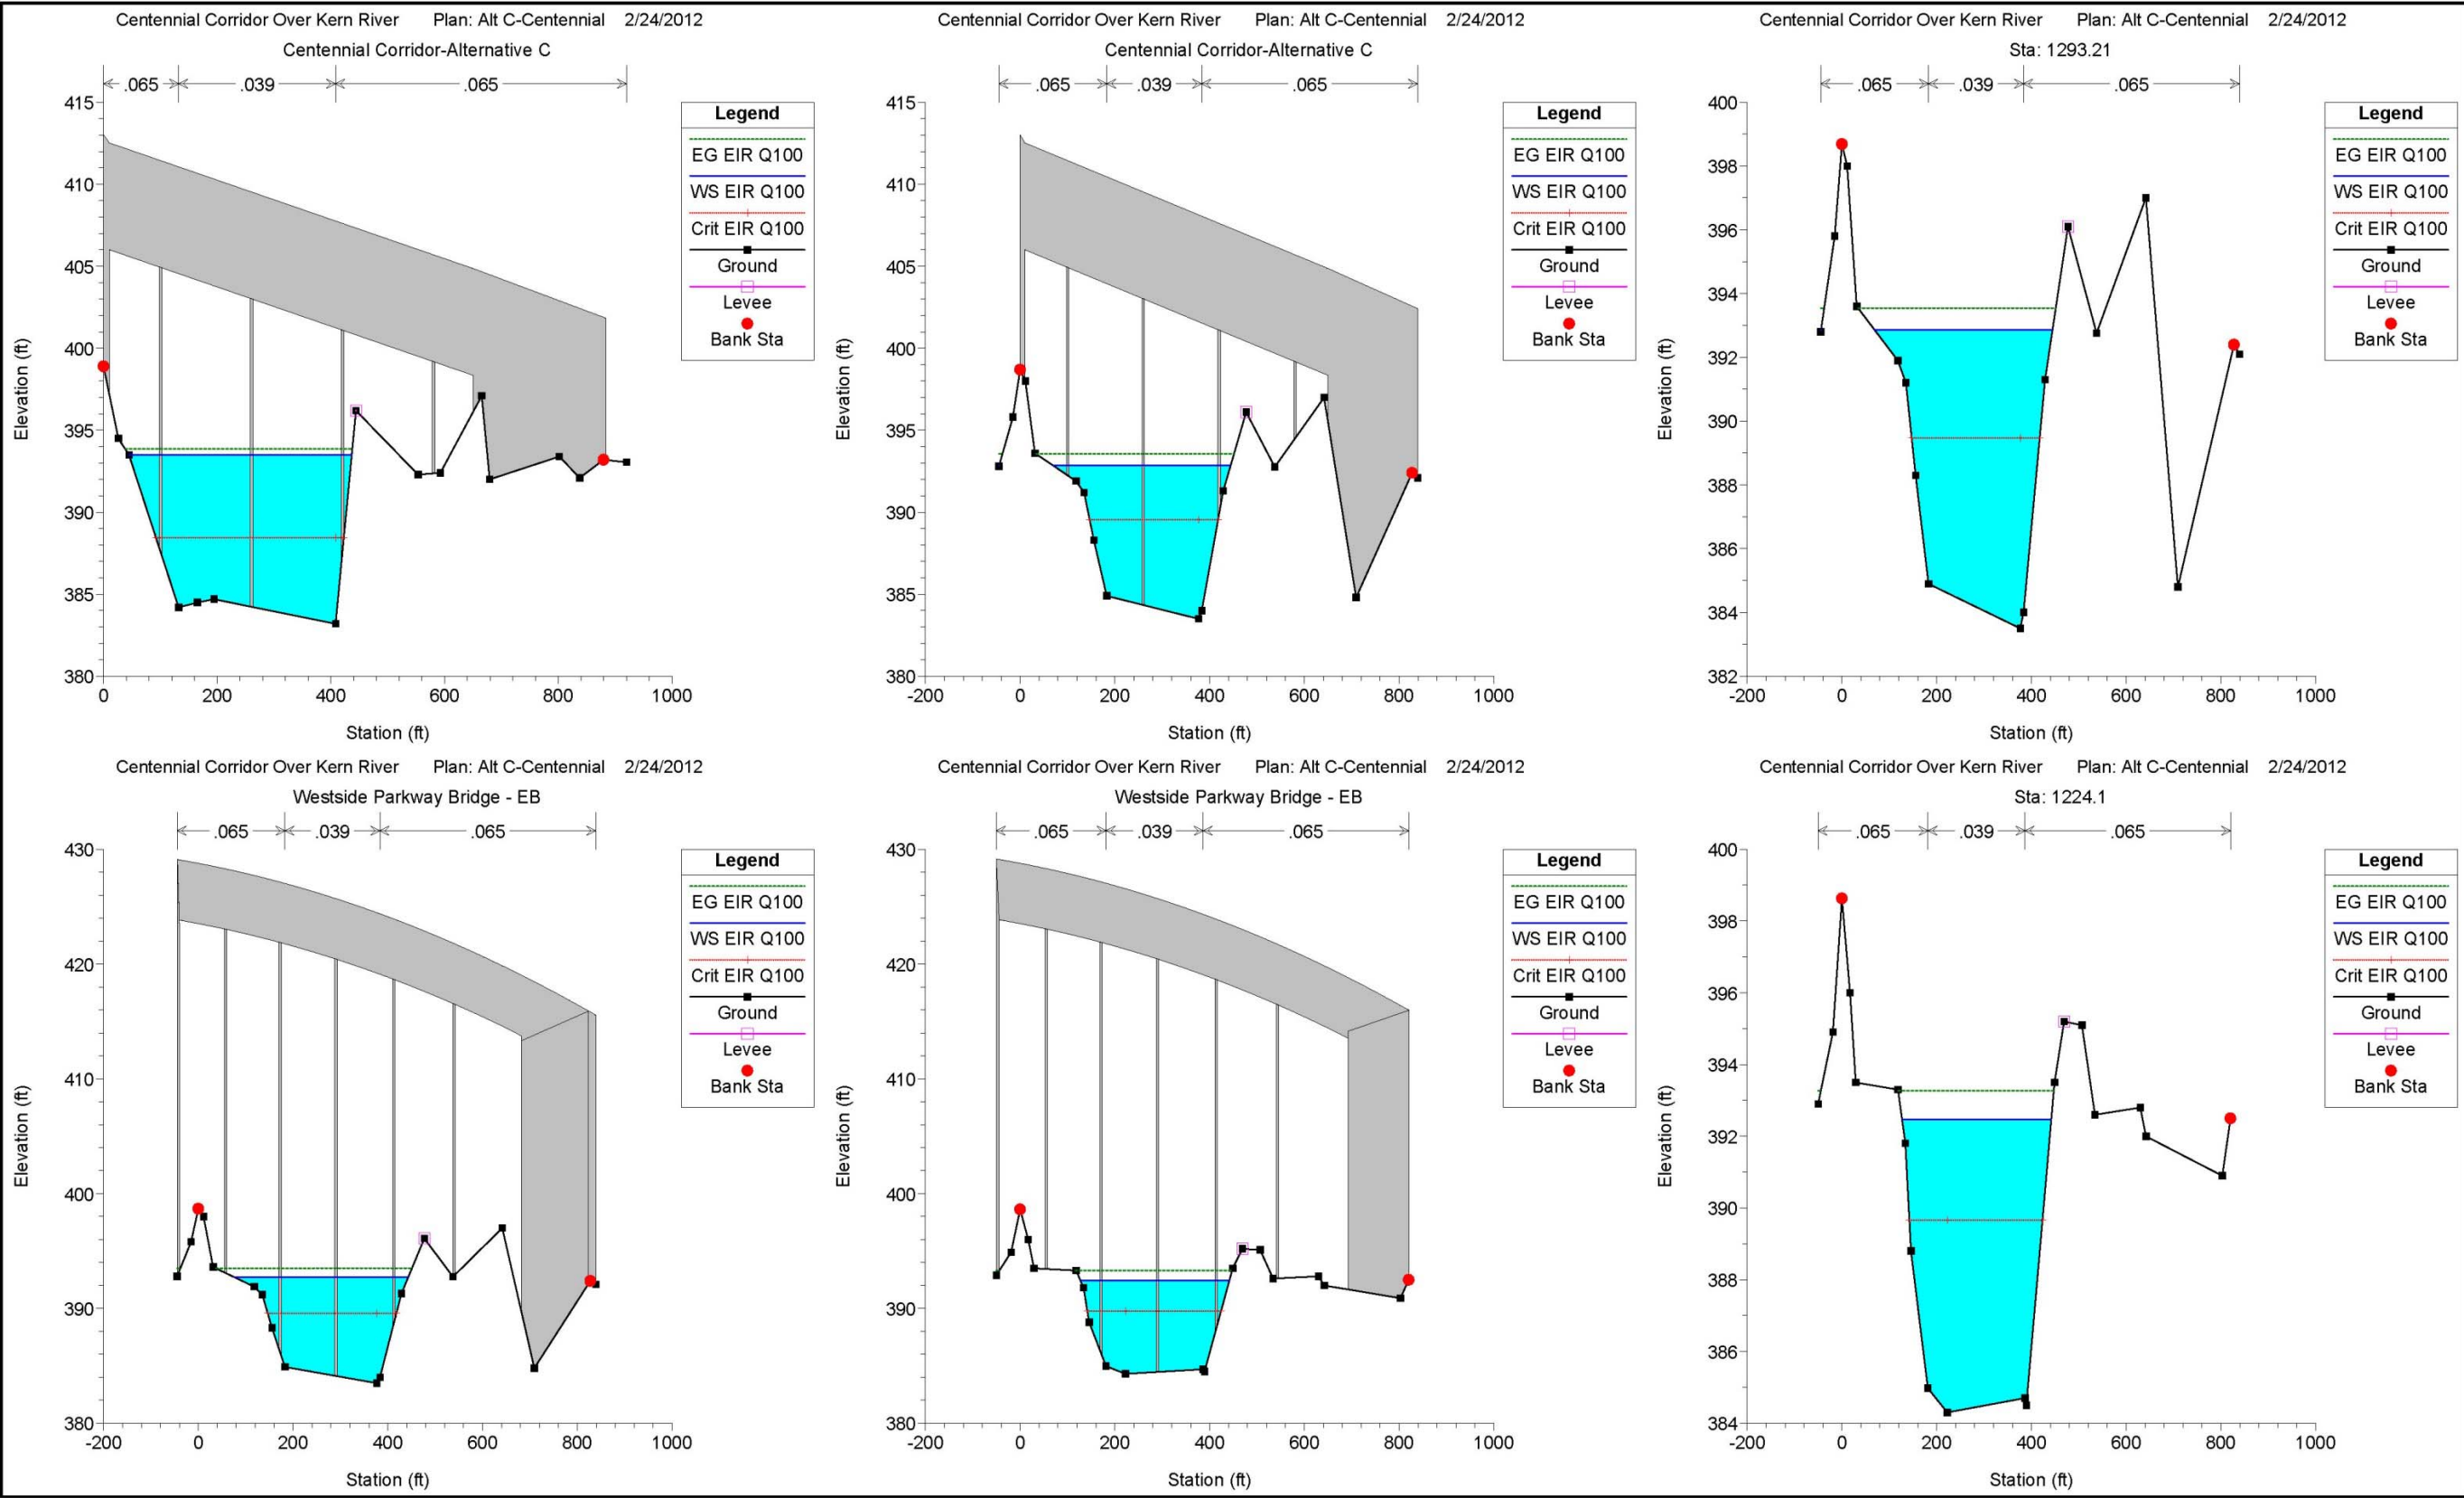 Centennial Corridor Over Kern River Plan: Alt C-Centennial 2/24/2012
Centennial Corridor-Alternative C
.065 .039 .065
415
410
405
400
395
390
385
380
0 200 400 600 800 1000
Station (ft)
Elevation (ft)
Legend
EG EIR Q100
WS EIR Q100
Crit EIR Q100
Ground
Levee
Bank Sta
Centennial Corridor Over Kern River Plan: Alt C-Centennial 2/24/2012
Centennial Corridor-Alternative C
.065 .039 .065
415
410
405
400
395
390
385
380
-200 0 200 400 600 800 1000
Station (ft)
Elevation (ft)
Legend
EG EIR Q100
WS EIR Q100
Crit EIR Q100
Ground
Levee
Bank Sta
Centennial Corridor Over Kern River Plan: Alt C-Centennial 2/24/2012
Sta: 1293.21
.065 .039 .065
400
398
396
394
392
390
388
386
384
382
-200 0 200 400 600 800 1000
Station (ft)
Elevation (ft)
Legend
EG EIR Q100
WS EIR Q100
Crit EIR Q100
Ground
Levee
Bank Sta
Centennial Corridor Over Kern River Plan: Alt C-Centennial 2/24/2012
Westside Parkway Bridge - EB
.065 .039 .065
430
420
410
400
390
380
-200 0 200 400 600 800 1000
Station (ft)
Elevation (ft)
Legend
EG EIR Q100
WS EIR Q100
Crit EIR Q100
Ground
Levee
Bank Sta
Centennial Corridor Over Kern River Plan: Alt C-Centennial 2/24/2012
Westside Parkway Bridge - EB
.065 .039 .065
430
420
410
400
390
380
-200 0 200 400 600 800 1000
Station (ft)
Elevation (ft)
Legend
EG EIR Q100
WS EIR Q100
Crit EIR Q100
Ground
Levee
Bank Sta
Centennial Corridor Over Kern River Plan: Alt C-Centennial 2/24/2012
Sta: 1224.1
.065 .039 .065
400
398
396
394
392
390
388
386
384
-200 0 200 400 600 800 1000
Station (ft)
Elevation (ft)
Legend
EG EIR Q100
WS EIR Q100
Crit EIR Q100
Ground
Levee
Bank Sta